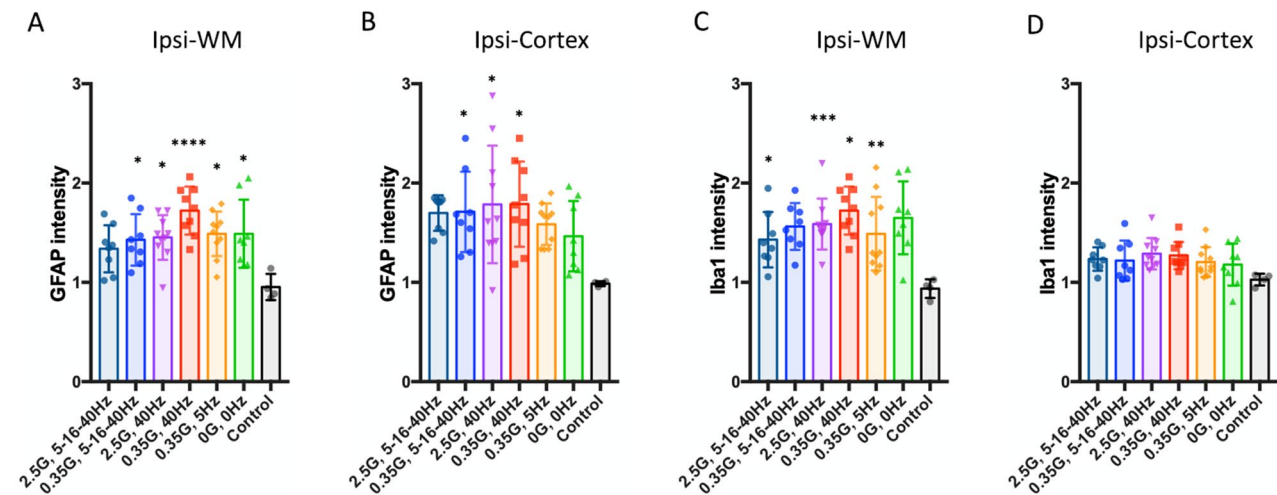 A
Ipsi-WM
GFAP intensity
3
2
1
0
*
*
****
*
*
2.5G, 5-16-40Hz
0.35G, 5-16-40Hz
2.5G, 40Hz
0.35G, 40Hz
0.35G, 5Hz
0G, 0Hz
Control
B
Ipsi-Cortex
GFAP intensity
3
2
1
0
*
*
*
2.5G, 5-16-40Hz
0.35G, 5-16-40Hz
2.5G, 40Hz
0.35G, 40Hz
0.35G, 5Hz
0G, 0Hz
Control
C
Ipsi-WM
Iba1 intensity
3
2
1
0
*
***
*
**
2.5G, 5-16-40Hz
0.35G, 5-16-40Hz
2.5G, 40Hz
0.35G, 40Hz
0.35G, 5Hz
0G, 0Hz
Control
D
Ipsi-Cortex
Iba1 intensity
3
2
1
0
2.5G, 5-16-40Hz
0.35G, 5-16-40Hz
2.5G, 40Hz
0.35G, 40Hz
0.35G, 5Hz
0G, 0Hz
Control